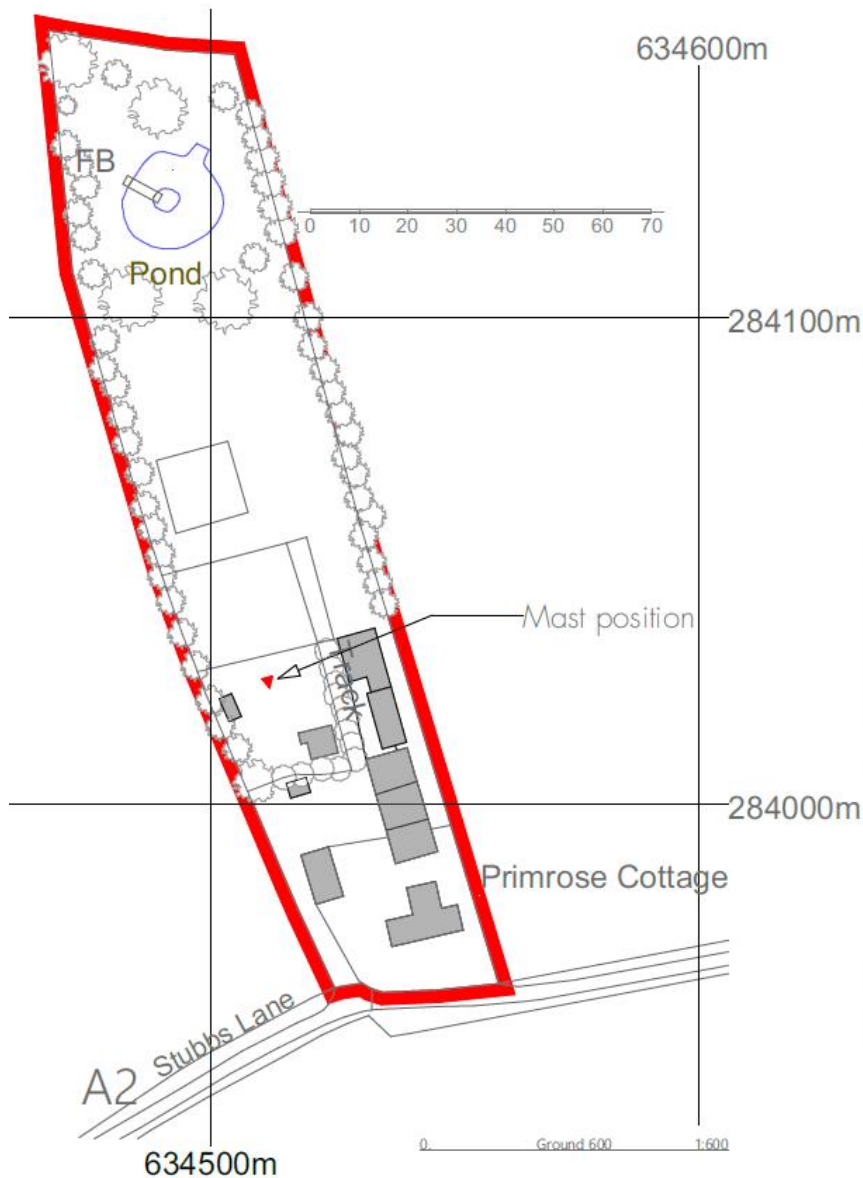 634600m
FB
0 10 20 30 40 50 60 70
Pond
284100m
Mast position
Track
284000m
Primrose Cottage
Stubbs Lane
A2
0. Ground 600 1:600
634500m